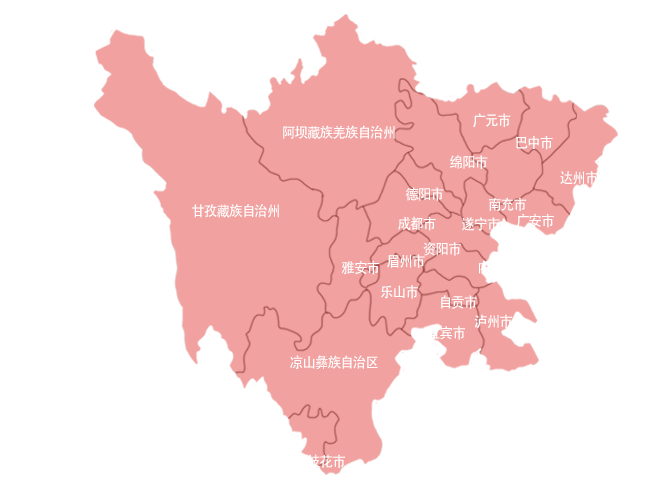 广元市
阿坝藏族羌族自治州
巴中市
绵阳市
达州市
德阳市
南充市
甘孜藏族自治州
广安市
成都市
遂宁市
资阳市
眉州市
雅安市
乐山市
自贡市
泸州市
宾市
凉山彝族自治区
枝花市